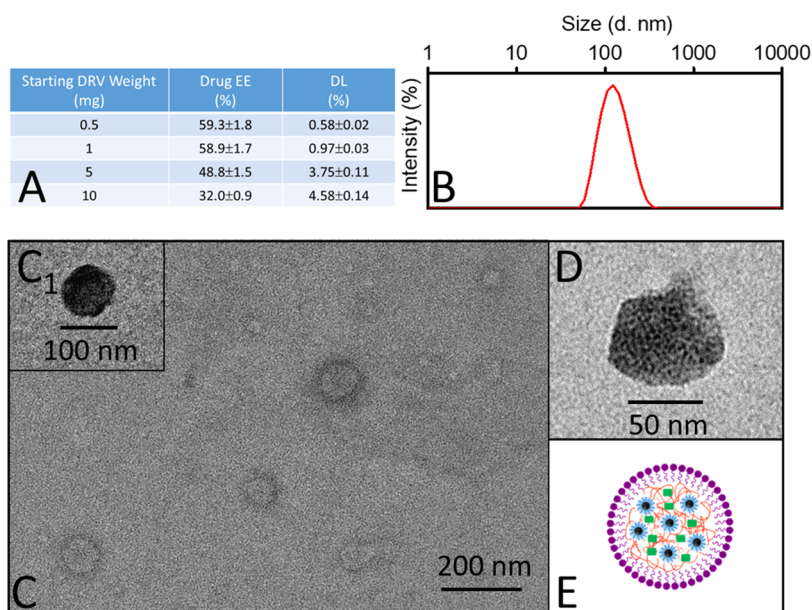 Starting DRV Weight
(mg)
Drug EE
(%)
DL
(%)
0.5 59.3±1.8 0.58±0.02
1 58.9±1.7 0.97±0.03
5 48.8±1.5 3.75±0.11
10 32.0±0.9 4.58±0.14
A
Size (d. nm)
1 10 100 1000 10000
Intensity (%)
B
C
1
100 nm
200 nm
C
D
50 nm
E